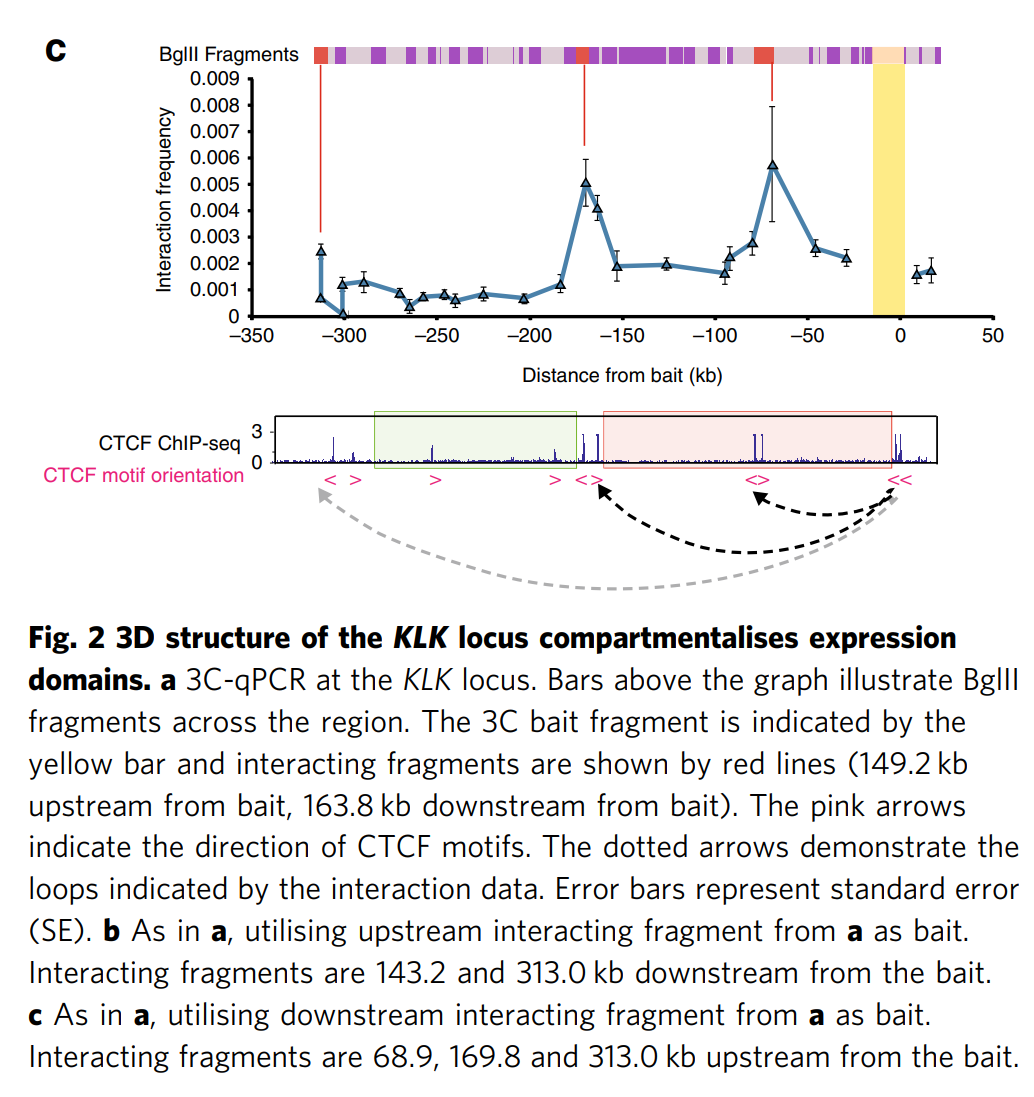 c
BglII Fragments
0.009
0.008
0.007
0.006
0.005
0.004
0.003
0.002
0.001
0
Interaction frequency
−350 −300 −250 −200 −150 −100 −50 0 50
Distance from bait (kb)
CTCF ChIP-seq
3
0
CTCF motif orientation
< > > > < > < > < <
Fig. 2 3D structure of the KLK locus compartmentalises expression
domains. a 3C-qPCR at the KLK locus. Bars above the graph illustrate BglII
fragments across the region. The 3C bait fragment is indicated by the
yellow bar and interacting fragments are shown by red lines (149.2 kb
upstream from bait, 163.8 kb downstream from bait). The pink arrows
indicate the direction of CTCF motifs. The dotted arrows demonstrate the
loops indicated by the interaction data. Error bars represent standard error
(SE). b As in a, utilising upstream interacting fragment from a as bait.
Interacting fragments are 143.2 and 313.0 kb downstream from the bait.
c As in a, utilising downstream interacting fragment from a as bait.
Interacting fragments are 68.9, 169.8 and 313.0 kb upstream from the bait.